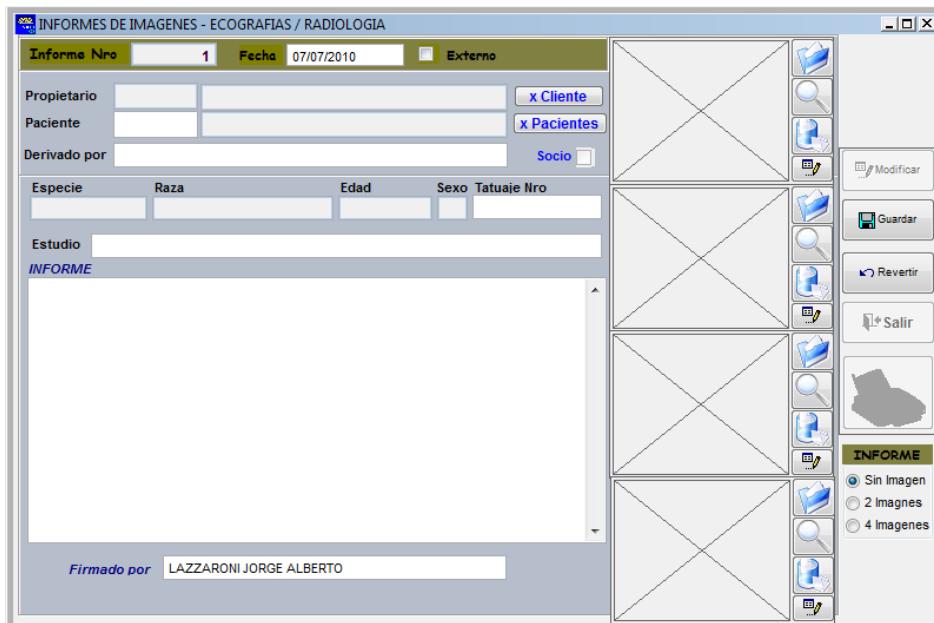 INFORMES DE IMAGENES - ECOGRAFIAS / RADIOLOGIA
Informe Nro 1 Fecha 07/07/2010 Externo
Propietario x Cliente
Paciente x Pacientes
Derivado por Socio
Especie Raza Edad Sexo Tatuaje Nro
Estudio
INFORME
Firmado por LAZZARONI JORGE ALBERTO
Modificar
Guardar
Revertir
Salir
INFORME
Sin Imagen
2 Imagnes
4 Imagenes